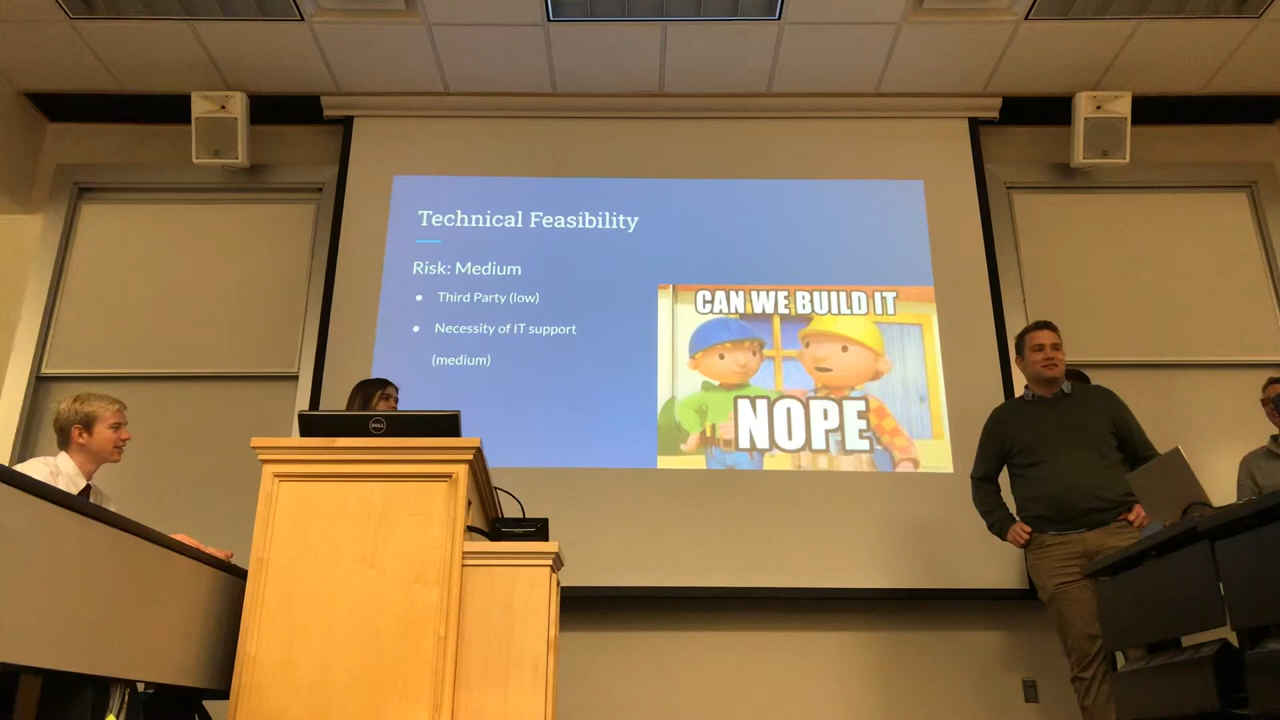 Technical Feasibility
Risk: Medium
Third Party (low)
Necessity of IT support
(medium)
CAN WE BUILD IT
NOPE
DELL